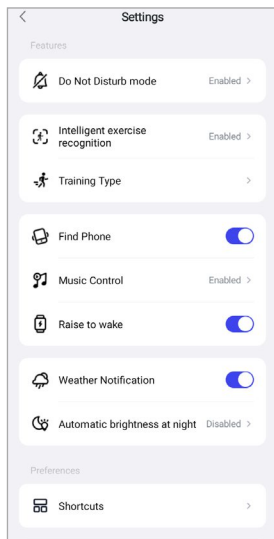 Settings
Features
Do Not Disturb mode Enabled
Intelligent exercise
recognition Enabled
Training Type
Find Phone
Music Control Enabled
Raise to wake
Weather Notification
Automatic brightness at night Disabled
Preferences
Shortcuts